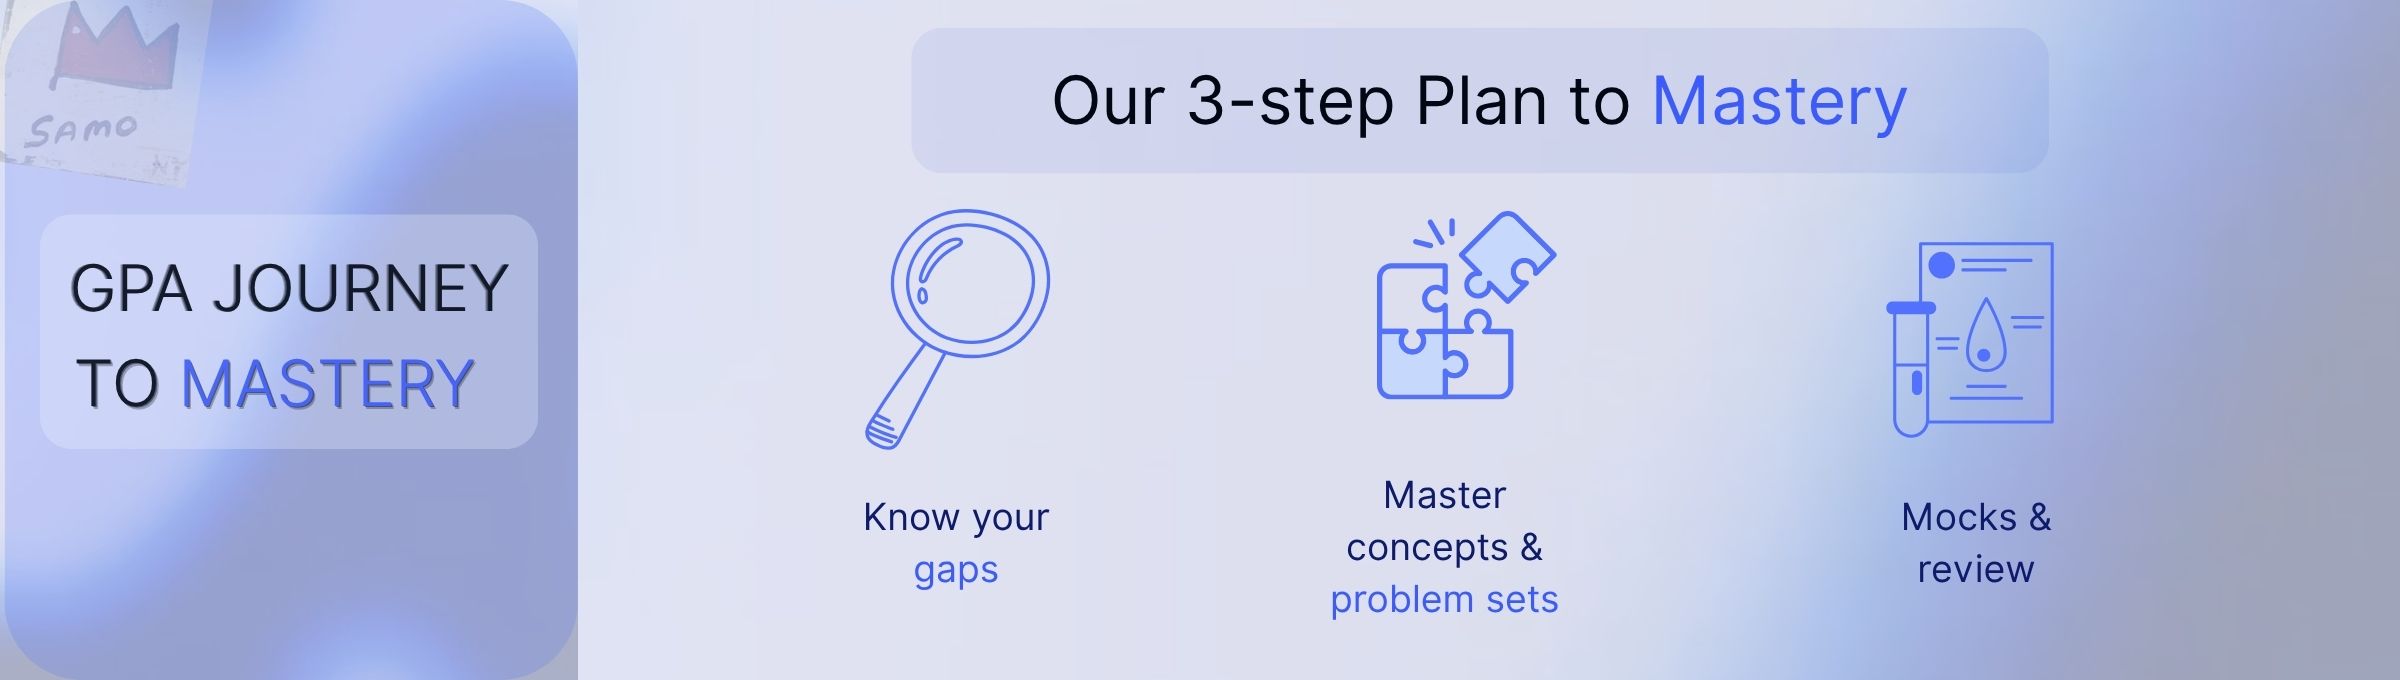 SAMO
GPA JOURNEY
TO MASTERY
Our 3-step Plan to Mastery
Know your
gaps
Master
concepts &
problem sets
Mocks &
review